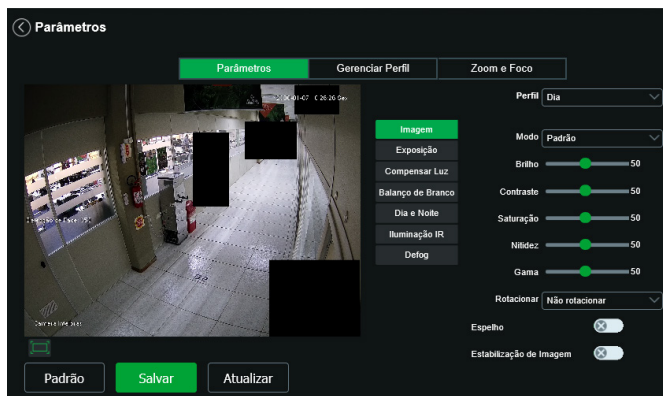 Parâmetros
Parâmetros
Gerenciar Perfil
Zoom e Foco
Perfil
Dia
Imagem
Exposição
Compensar Luz
Balanço de Branco
Dia e Noite
Iluminação IR
Defog
Modo
Padrão
Brilho
50
Contraste
50
Saturação
50
Nitidez
50
Gama
50
Rotacionar
Não rotacionar
Espelho
Estabilização de Imagem
Padrão
Salvar
Atualizar